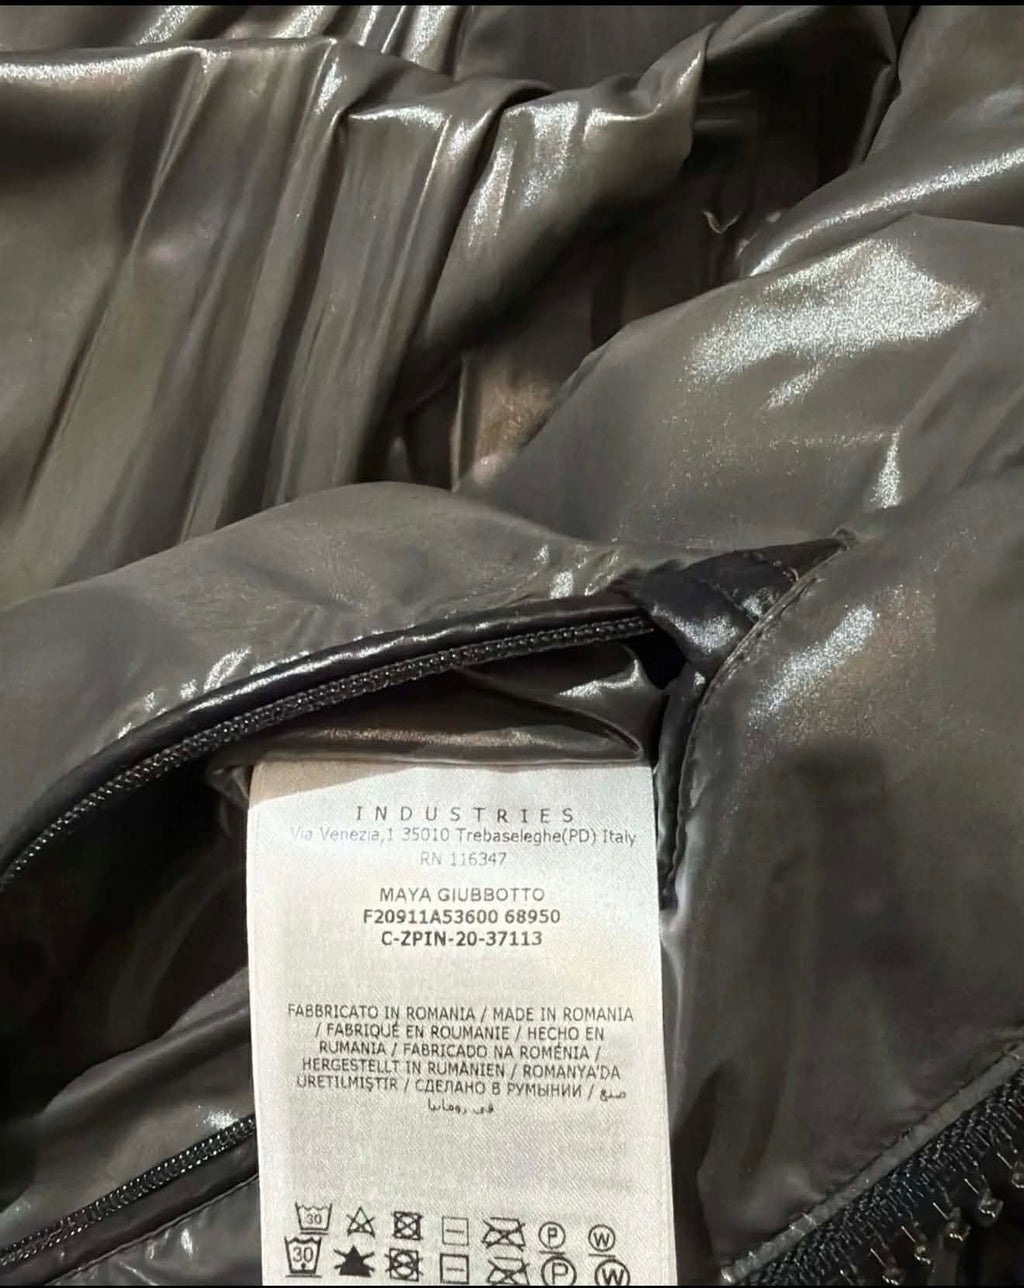 INDUSTRIES
Via Venezia,1 35010 Trebaseleghe(PD) Italy
RN 116347
MAYA GIUBBOTTO
F20911A53600 68950
C-ZPIN-20-37113
FABBRICATO IN ROMANIA / MADE IN ROMANIA
/ FABRIQUÉ EN ROUMANIE / HECHO EN
RUMANIA / FABRICADO NA ROMÉNIA /
HERGESTELLT IN RUMÄNIEN / ROMANYA'DA
ÜRETILMIŞTIR / СДЕЛАНО В РУМЫНИИ / صنع
في رومانيا
30 P W
30 P W